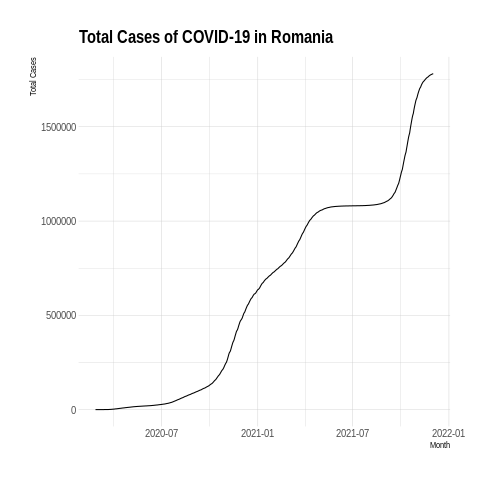 Total Cases of COVID-19 in Romania
Total Cases
1500000
1000000
500000
0
2020-07 2021-01 2021-07 2022-01
Month